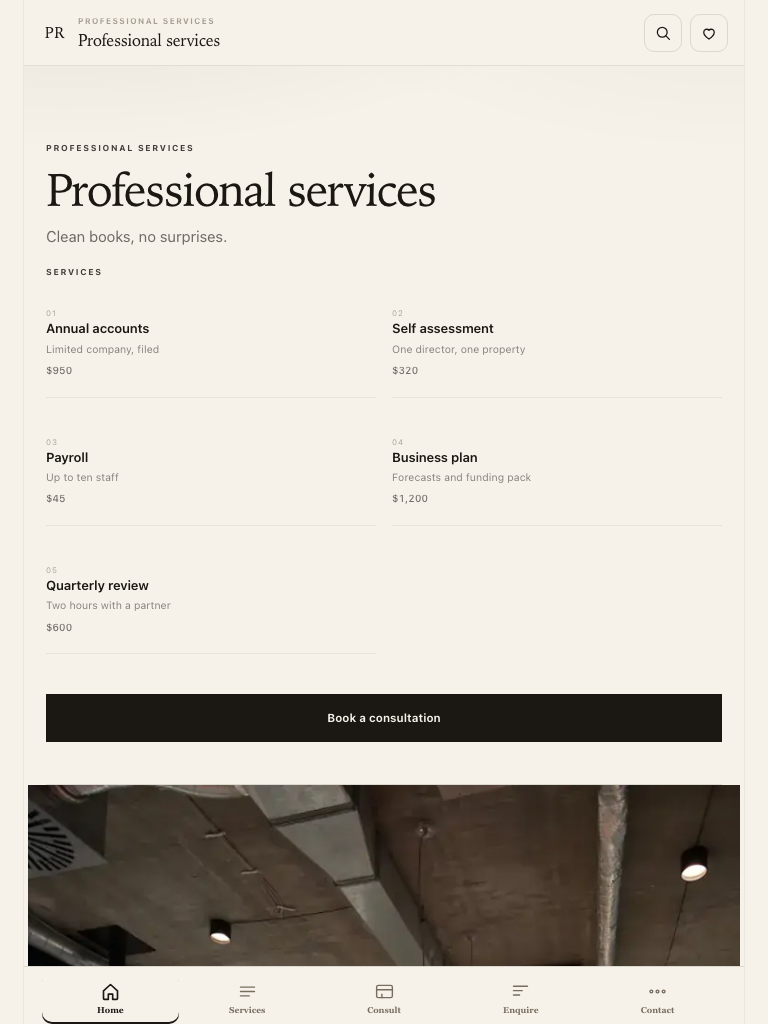 PR
PROFESSIONAL SERVICES
Professional services
PROFESSIONAL SERVICES
Professional services
Clean books, no surprises.
SERVICES
01
Annual accounts
Limited company, filed
$950
02
Self assessment
One director, one property
$320
03
Payroll
Up to ten staff
$45
04
Business plan
Forecasts and funding pack
$1,200
05
Quarterly review
Two hours with a partner
$600
Book a consultation
Home
Services
Consult
Enquire
Contact